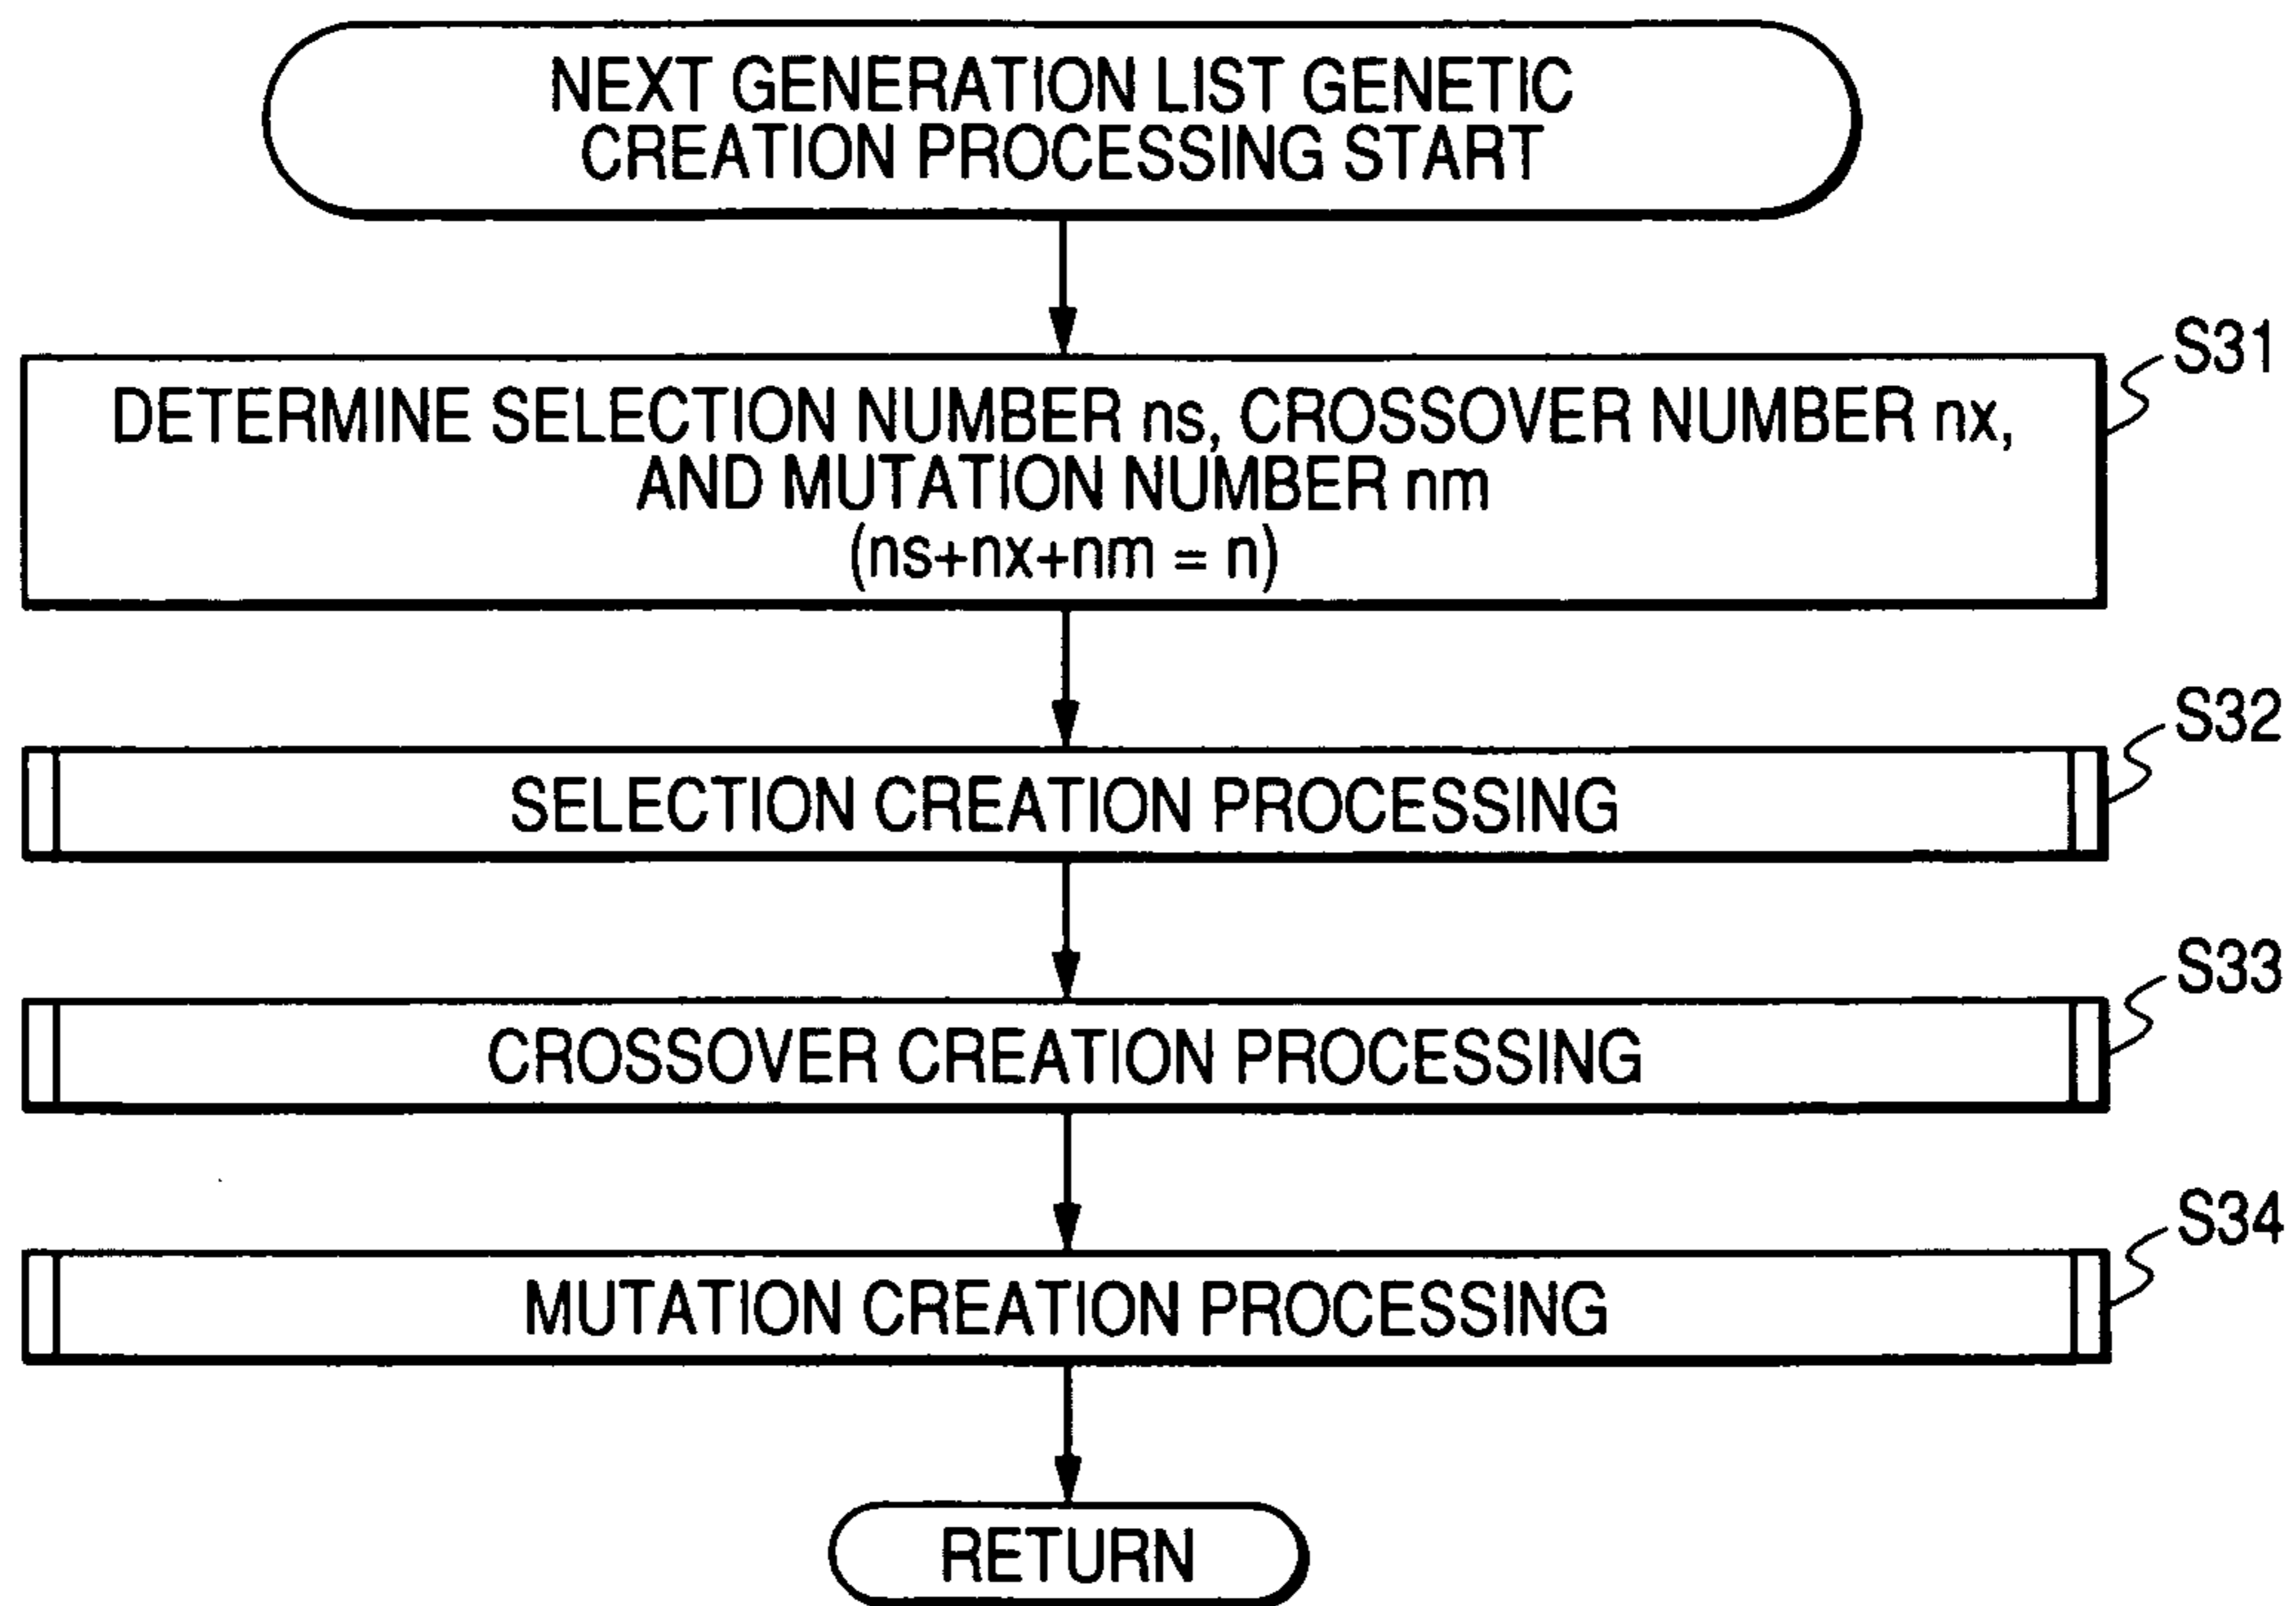 NEXT GENERATION LIST GENETIC
CREATION PROCESSING START
S31
DETERMINE SELECTION NUMBER ns, CROSSOVER NUMBER nx,
AND MUTATION NUMBER nm
(ns+nx+nm = n)
S32
SELECTION CREATION PROCESSING
S33
CROSSOVER CREATION PROCESSING
S34
MUTATION CREATION PROCESSING
RETURN